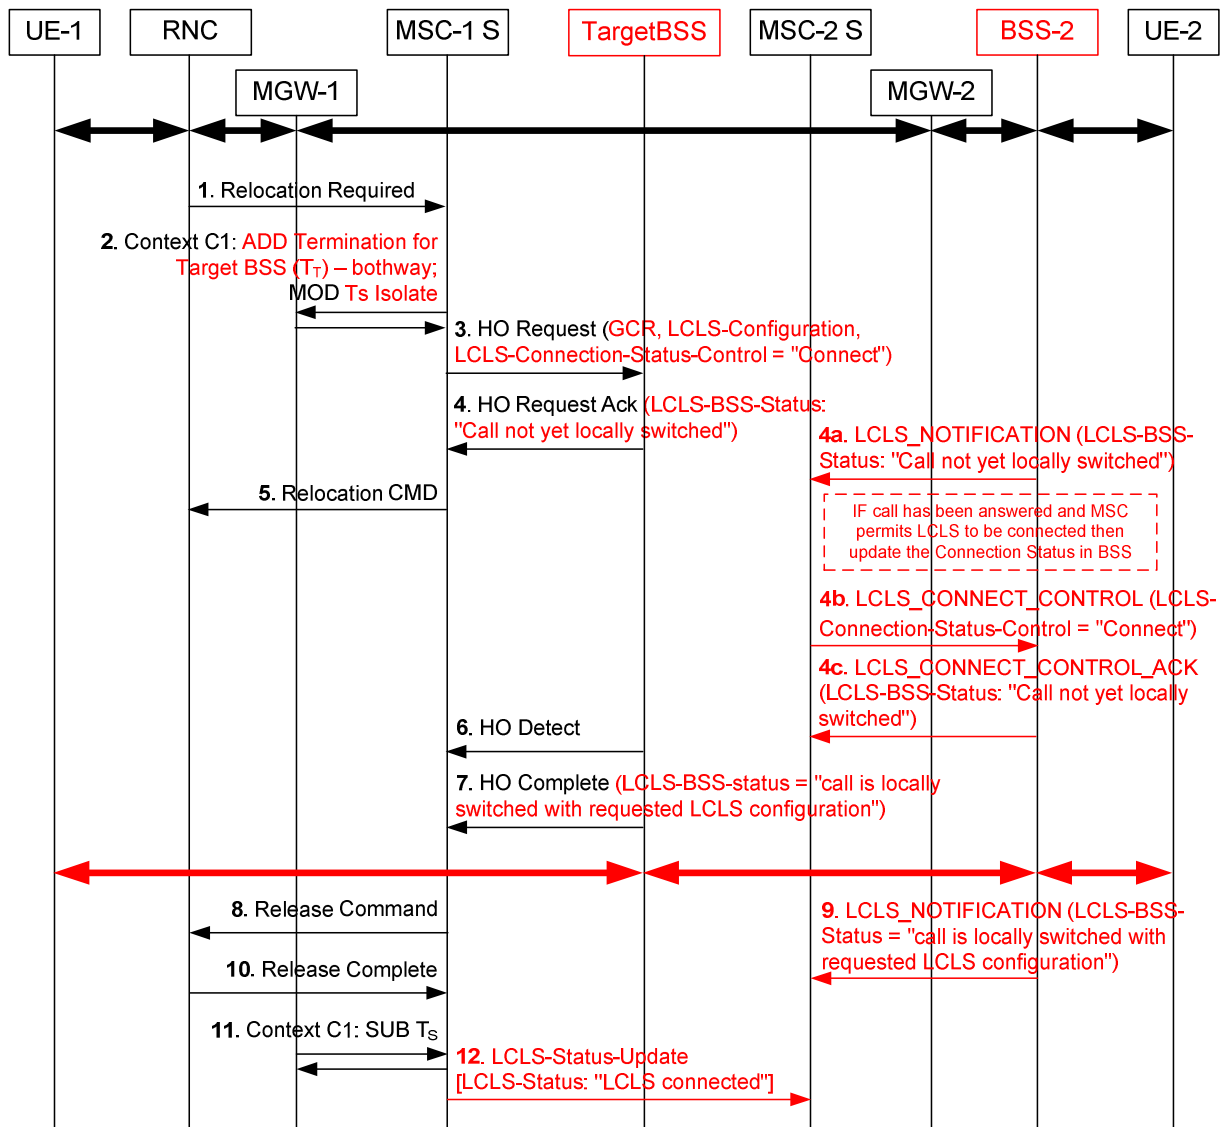 UE-1
RNC
MSC-1 S
TargetBSS
MSC-2 S
BSS-2
UE-2
MGW-1
MGW-2
1. Relocation Required
2. Context C1: ADD Termination for
Target BSS (TT) – bothway;
MOD Ts Isolate
3. HO Request (GCR, LCLS-Configuration,
LCLS-Connection-Status-Control = "Connect")
4. HO Request Ack (LCLS-BSS-Status:
"Call not yet locally switched")
4a. LCLS_NOTIFICATION (LCLS-BSS-
Status: "Call not yet locally switched")
5. Relocation CMD
IF call has been answered and MSC
permits LCLS to be connected then
update the Connection Status in BSS
4b. LCLS_CONNECT_CONTROL (LCLS-
Connection-Status-Control = "Connect")
4c. LCLS_CONNECT_CONTROL_ACK
(LCLS-BSS-Status: "Call not yet locally
switched")
6. HO Detect
7. HO Complete (LCLS-BSS-status = "call is locally
switched with requested LCLS configuration")
8. Release Command
9. LCLS_NOTIFICATION (LCLS-BSS-
Status = "call is locally switched with
requested LCLS configuration")
10. Release Complete
11. Context C1: SUB TS
12. LCLS-Status-Update
[LCLS-Status: "LCLS connected"]